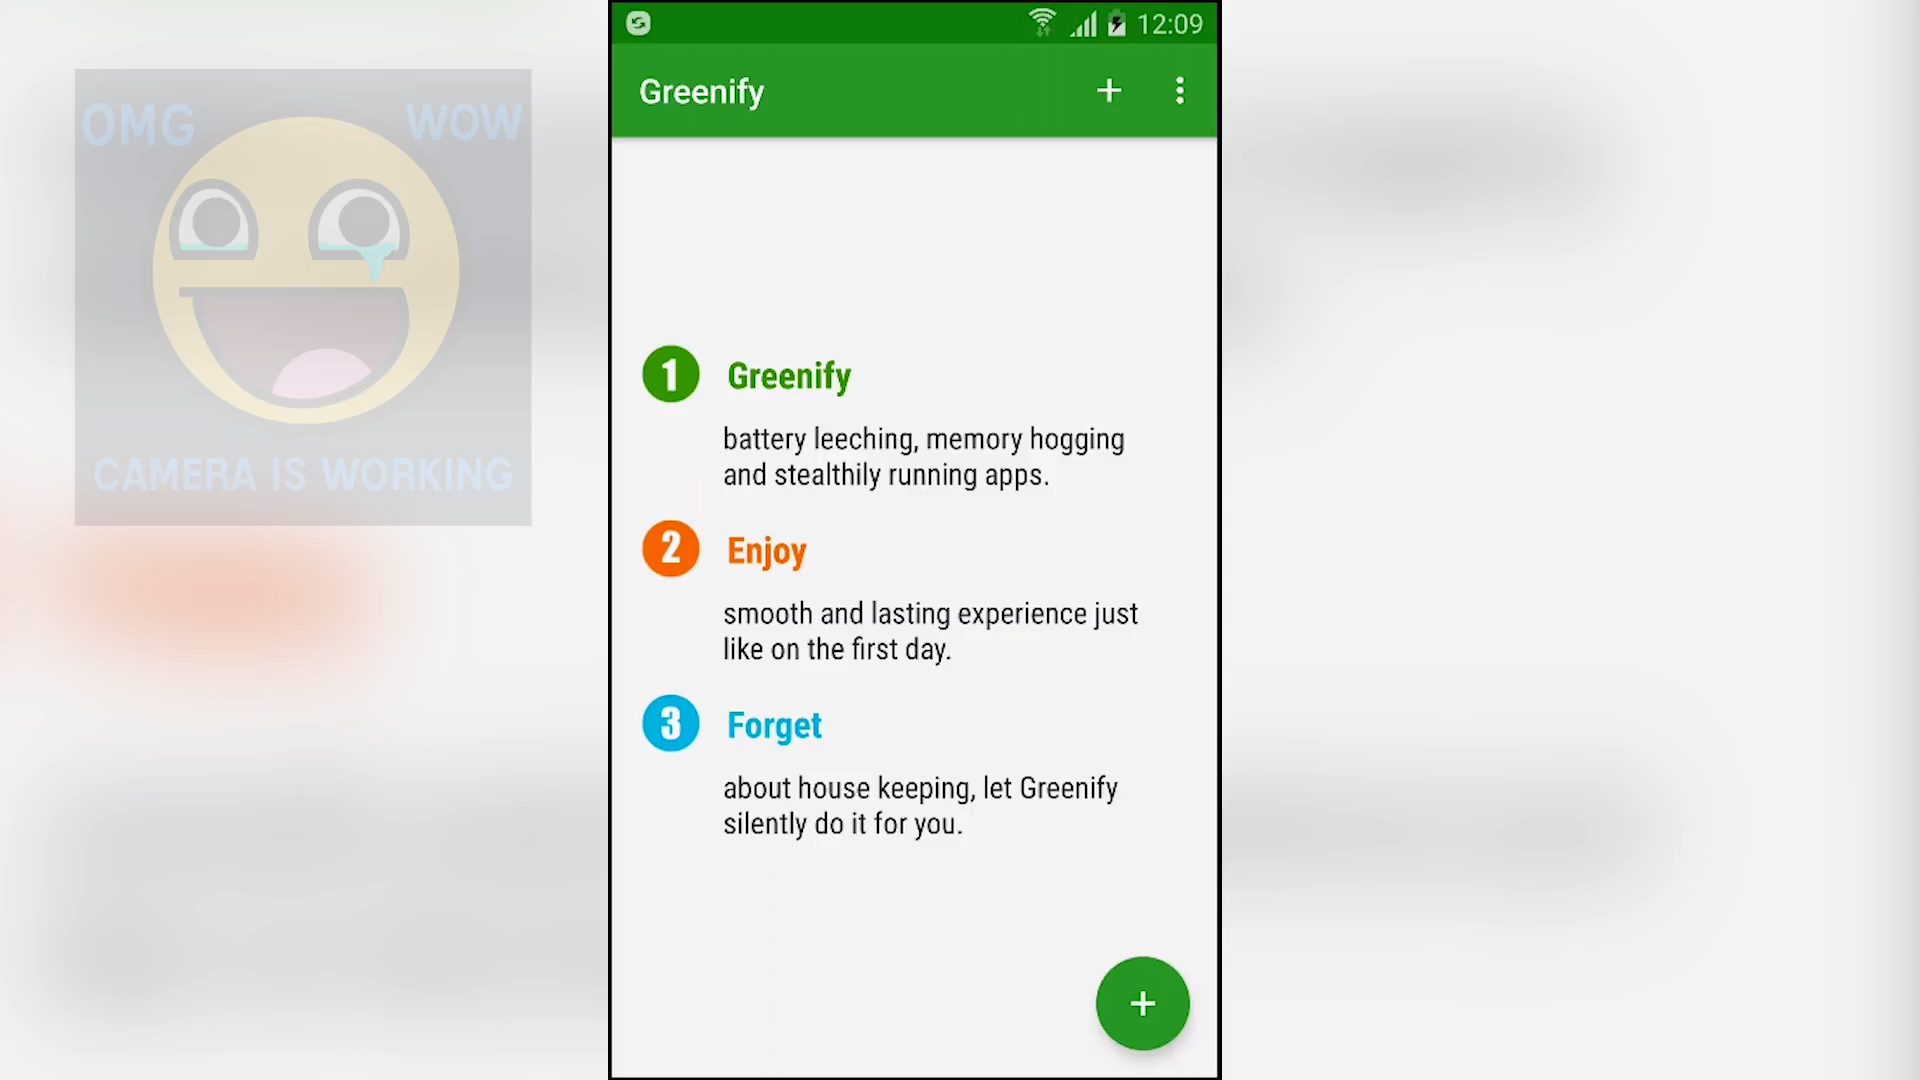 OMG WOW
CAMERA IS WORKING
12:09
Greenify
1 Greenify
battery leeching, memory hogging
and stealthily running apps.
2 Enjoy
smooth and lasting experience just
like on the first day.
3 Forget
about house keeping, let Greenify
silently do it for you.